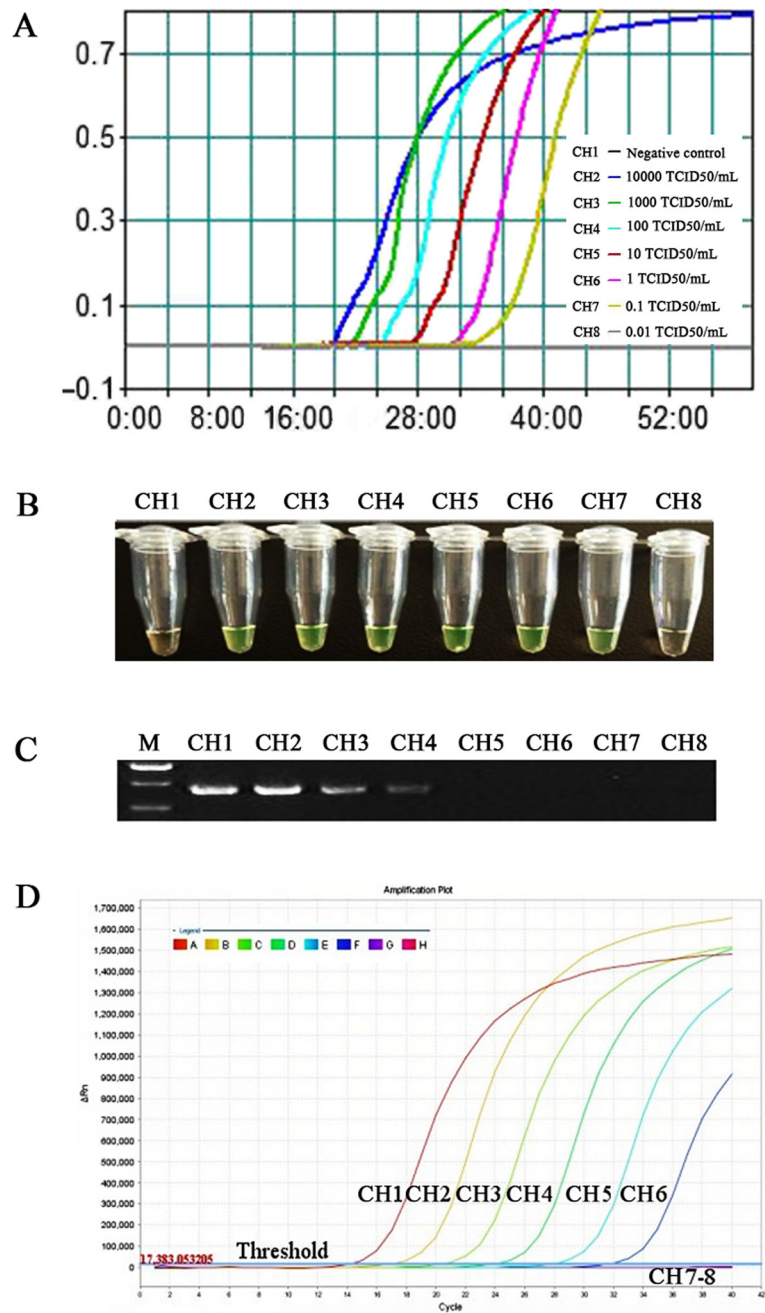 A
0.7
0.5
0.3
0.1
−0.1
0:00 8:00 16:00 28:00 40:00 52:00
CH1 Negative control
CH2 10000 TCID50/mL
CH3 1000 TCID50/mL
CH4 100 TCID50/mL
CH5 10 TCID50/mL
CH6 1 TCID50/mL
CH7 0.1 TCID50/mL
CH8 0.01 TCID50/mL
B
CH1 CH2 CH3 CH4 CH5 CH6 CH7 CH8
C
M CH1 CH2 CH3 CH4 CH5 CH6 CH7 CH8
D
Amplification Plot
Legend
A B C D E F G H
1,700,000
1,600,000
1,500,000
1,400,000
1,300,000
1,200,000
1,100,000
1,000,000
900,000
800,000
700,000
600,000
500,000
400,000
300,000
200,000
100,000
0
ΔRn
CH1 CH2 CH3 CH4 CH5 CH6
17,383.053205
Threshold
CH7-8
0 2 4 6 8 10 12 14 16 18 20 22 24 26 28 30 32 34 36 38 40 42
Cycle